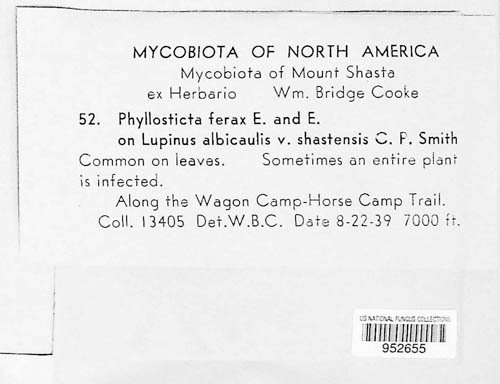 MYCOBIOTA OF NORTH AMERICA
Mycobiota of Mount Shasta
ex Herbario Wm. Bridge Cooke
52. Phyllosticta ferax E. and E.
on Lupinus albicaulis v. shastensis C. P. Smith
Common on leaves. Sometimes an entire plant
is infected.
Along the Wagon Camp-Horse Camp Trail.
Coll. 13405 Det.W.B.C. Date 8-22-39 7000 ft.
US NATIONAL FUNGUS COLLECTIONS
952655